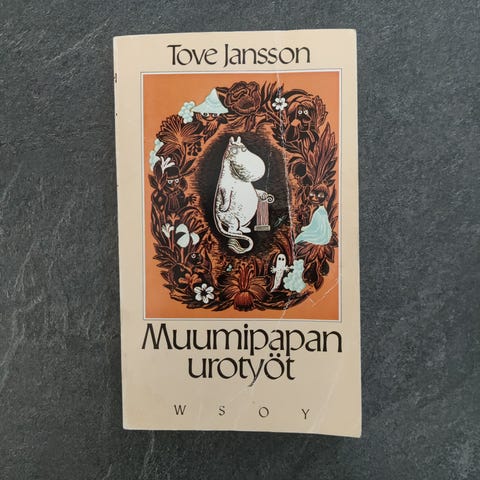 Tove Jansson
Muumipapan
urotyöt
W S O Y